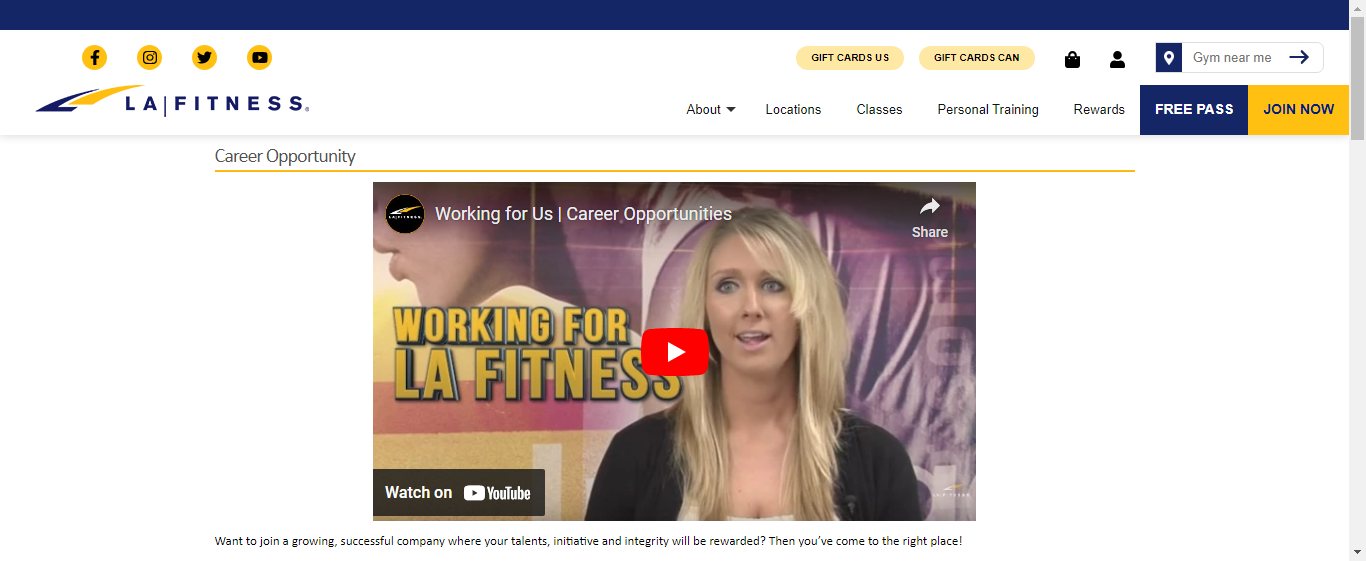 GIFT CARDS US
GIFT CARDS CAN
Gym near me
LA|FITNESS®
About
Locations
Classes
Personal Training
Rewards
FREE PASS
JOIN NOW
Career Opportunity
LA|FITNESS.
Working for Us | Career Opportunities
Share
WORKING FOR
LA FITNESS
Watch on YouTube
LA|FITNESS
Want to join a growing, successful company where your talents, initiative and integrity will be rewarded? Then you've come to the right place!